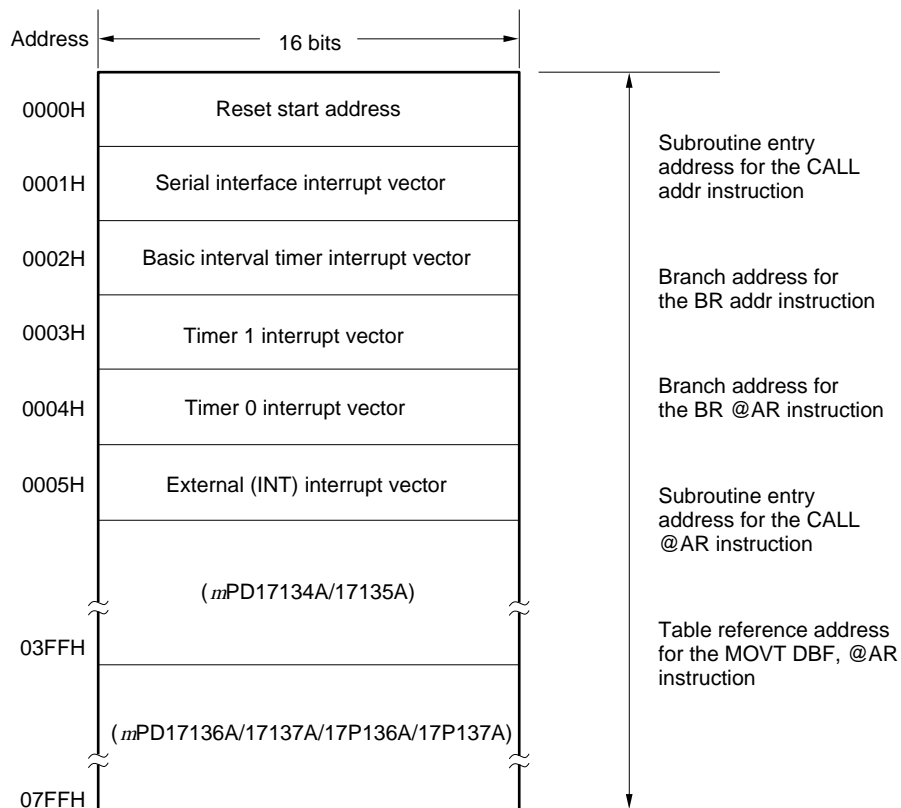 Address
16 bits
0000H
Reset start address
0001H
Serial interface interrupt vector
0002H
Basic interval timer interrupt vector
0003H
Timer 1 interrupt vector
0004H
Timer 0 interrupt vector
0005H
External (INT) interrupt vector
(mPD17134A/17135A)
03FFH
(mPD17136A/17137A/17P136A/17P137A)
07FFH
Subroutine entry
address for the CALL
addr instruction
Branch address for
the BR addr instruction
Branch address for
the BR @AR instruction
Subroutine entry
address for the CALL
@AR instruction
Table reference address
for the MOVT DBF, @AR
instruction